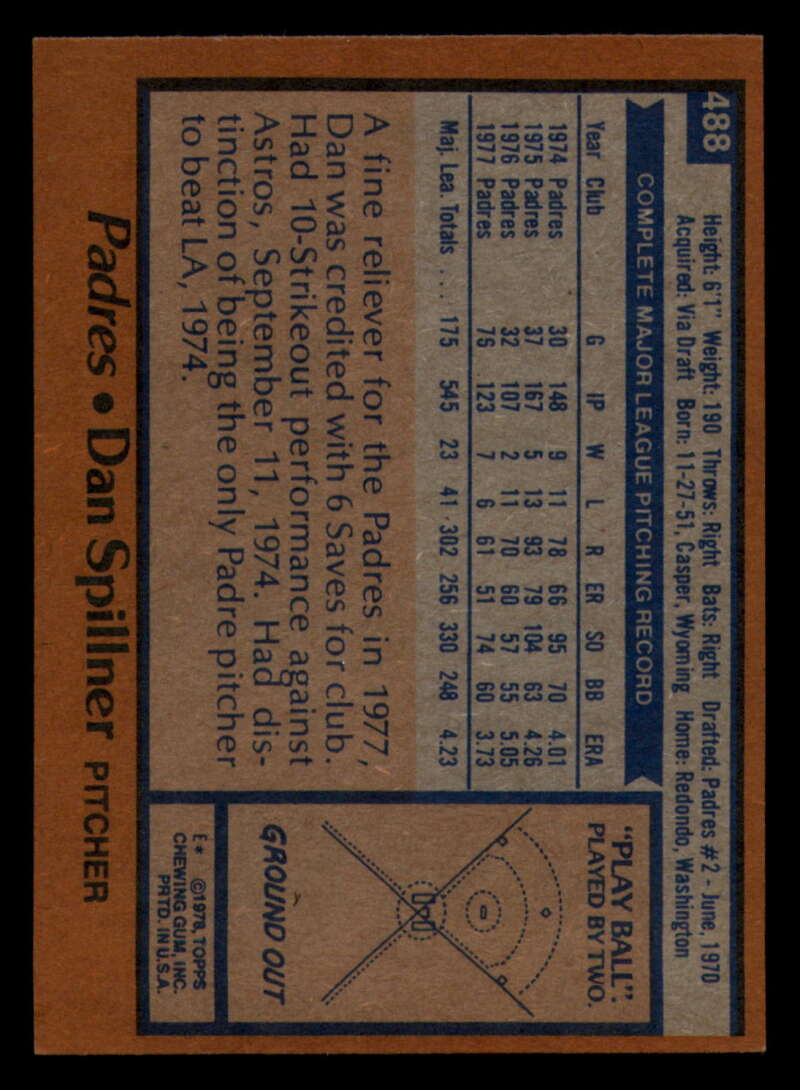 488
Height: 6'1" Weight: 190 Throws: Right Bats: Right Drafted: Padres #2 - June, 1970
Acquired: Via Draft Born: 11-27-51, Casper, Wyoming Home: Redondo, Washington
COMPLETE MAJOR LEAGUE PITCHING RECORD
Year Club G IP W L R ER SO BB ERA
1974 Padres 30 148 9 11 78 66 95 70 4.01
1975 Padres 37 167 5 13 93 79 104 63 4.26
1976 Padres 32 107 2 11 70 60 57 55 5.05
1977 Padres 76 123 7 6 61 51 74 60 3.73
Maj. Lea. Totals . . . 175 545 23 41 302 256 330 248 4.23
A fine reliever for the Padres in 1977,
Dan was credited with 6 Saves for club.
Had 10-Strikeout performance against
Astros, September 11, 1974. Had dis-
tinction of being the only Padre pitcher
to beat LA, 1974.
"PLAY BALL":
PLAYED BY TWO.
GROUND OUT
E* ©1978, TOPPS
CHEWING GUM, INC.
PRTD. IN U.S.A.
Padres • Dan Spillner PITCHER